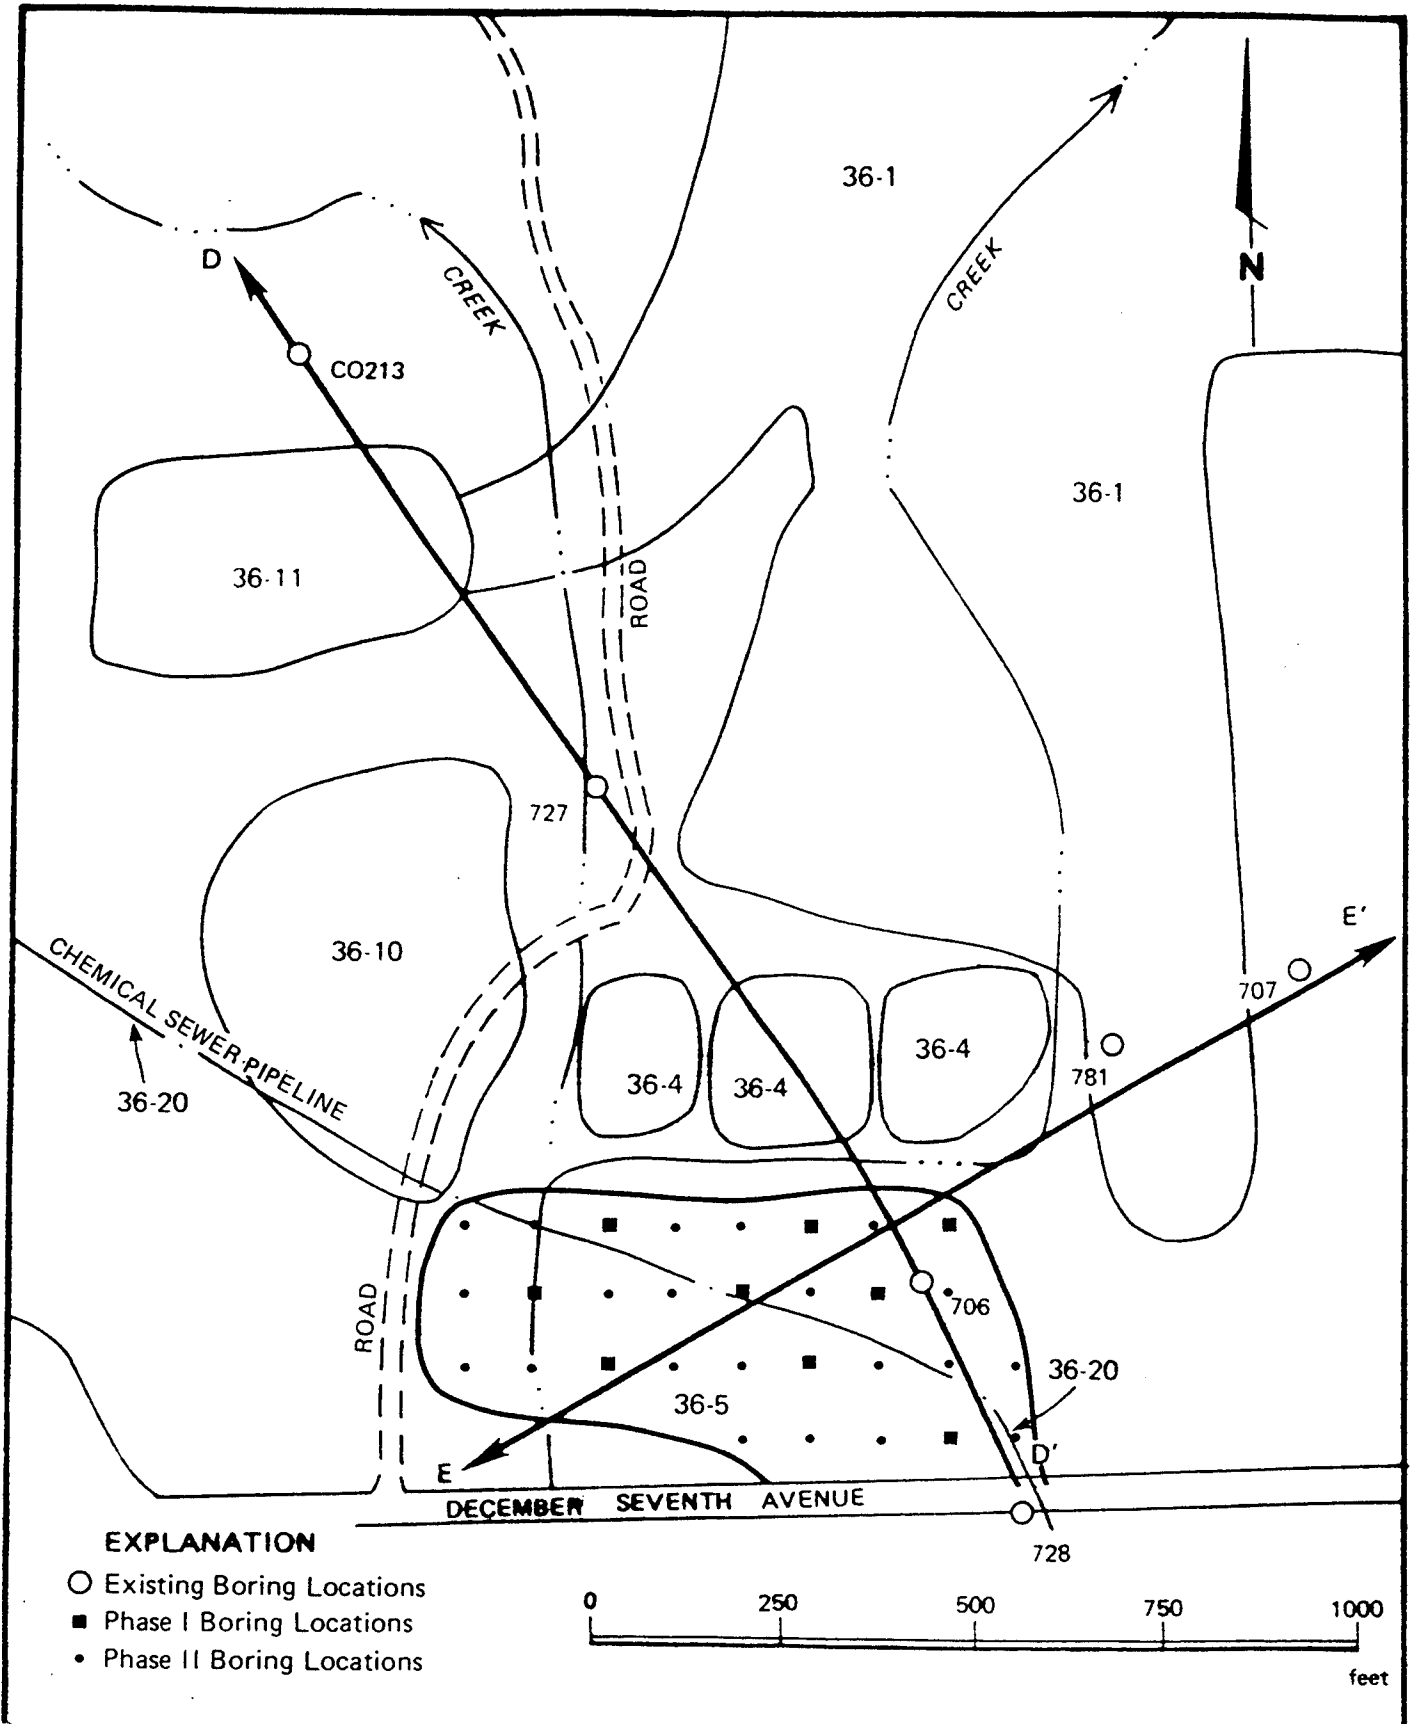 36-1
CREEK
CREEK
D
N
CO213
36-1
36-11
ROAD
727
E'
CHEMICAL SEWER PIPELINE
36-10
707
36-4
36-4
36-4
781
36-20
706
ROAD
36-20
36-5
D'
E
DECEMBER SEVENTH AVENUE
728
EXPLANATION
Existing Boring Locations
Phase I Boring Locations
Phase II Boring Locations
0 250 500 750 1000
feet